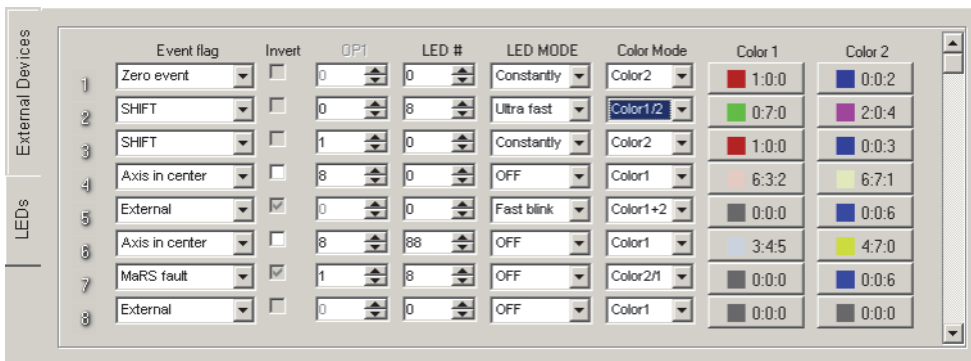 External Devices
LEDs
Event flag Invert OP1 LED # LED MODE Color Mode Color 1 Color 2
1 Zero event 0 0 Constantly Color2 1:0:0 0:0:2
2 SHIFT 0 8 Ultra fast Color1/2 0:7:0 2:0:4
3 SHIFT 1 0 Constantly Color2 1:0:0 0:0:3
4 Axis in center 8 0 OFF Color1 6:3:2 6:7:1
5 External 0 0 Fast blink Color1+2 0:0:0 0:0:6
6 Axis in center 8 88 OFF Color1 3:4:5 4:7:0
7 MaRS fault 1 8 OFF Color2/1 0:0:0 0:0:6
8 External 0 0 OFF Color1 0:0:0 0:0:0